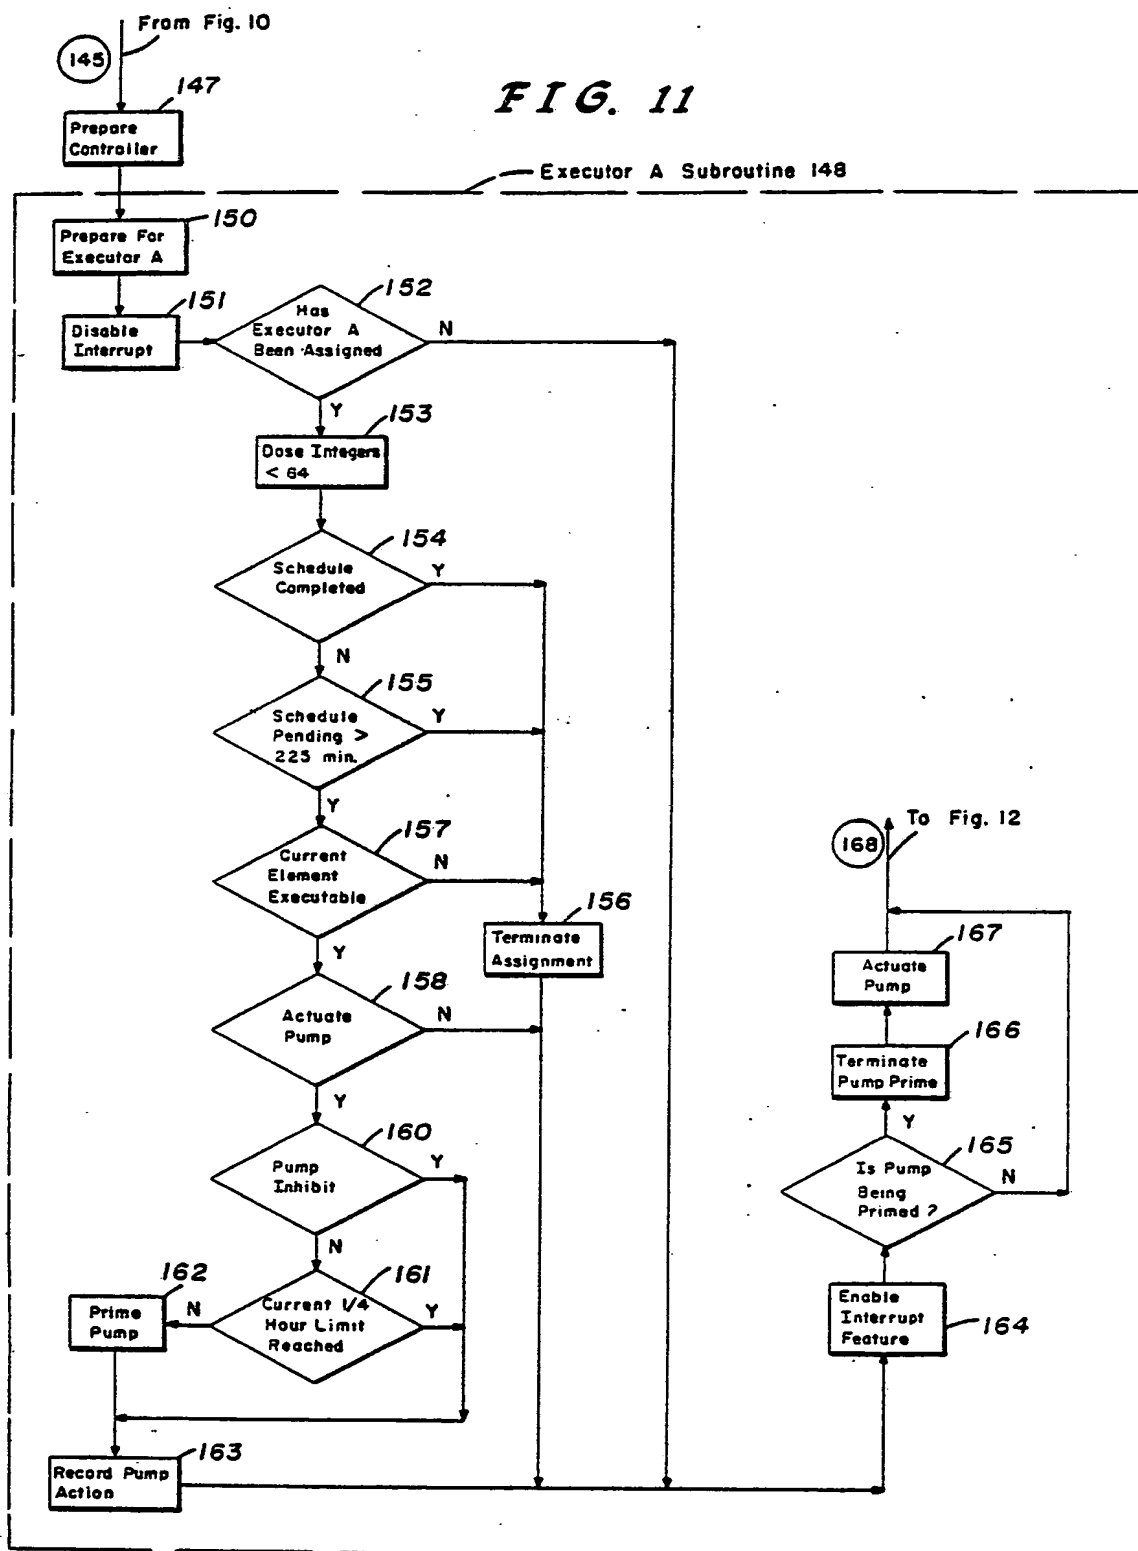 From Fig. 10
145
147
FIG. 11
Prepare
Controller
Executor A Subroutine 148
150
Prepare For
Executor A
151
Disable
Interrupt
152
Has
Executor A
Been Assigned
N
Y
153
Dose Integers
< 64
154
Schedule
Completed
Y
N
155
Schedule
Pending >
225 min.
Y
Y
157
Current
Element
Executable
N
Y
156
Terminate
Assignment
158
Actuate
Pump
N
Y
160
Pump
Inhibit
Y
N
161
Current 1/4
Hour Limit
Reached
Y
N
162
Prime
Pump
163
Record Pump
Action
To Fig. 12
168
167
Actuate
Pump
166
Terminate
Pump Prime
Y
165
Is Pump
Being
Primed ?
N
Enable
Interrupt
Feature
164